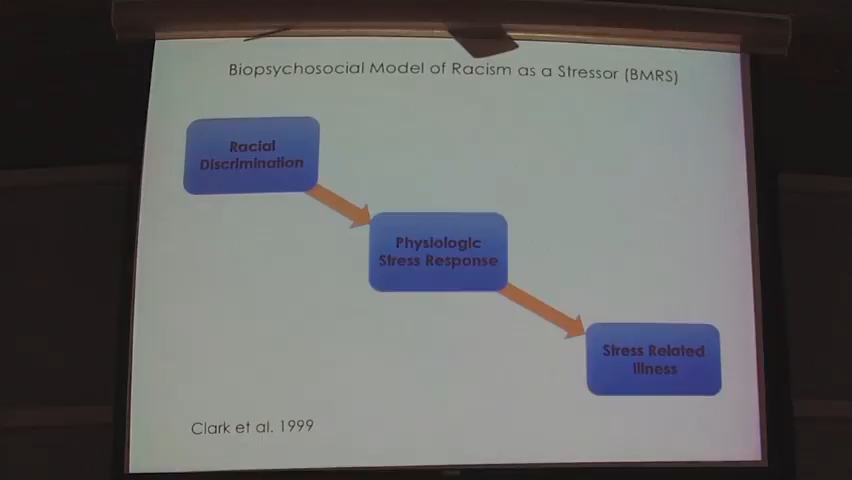 Biopsychosocial Model of Racism as a Stressor (BMRS)
Racial
Discrimination
Physiologic
Stress Response
Stress Related
Illness
Clark et al. 1999